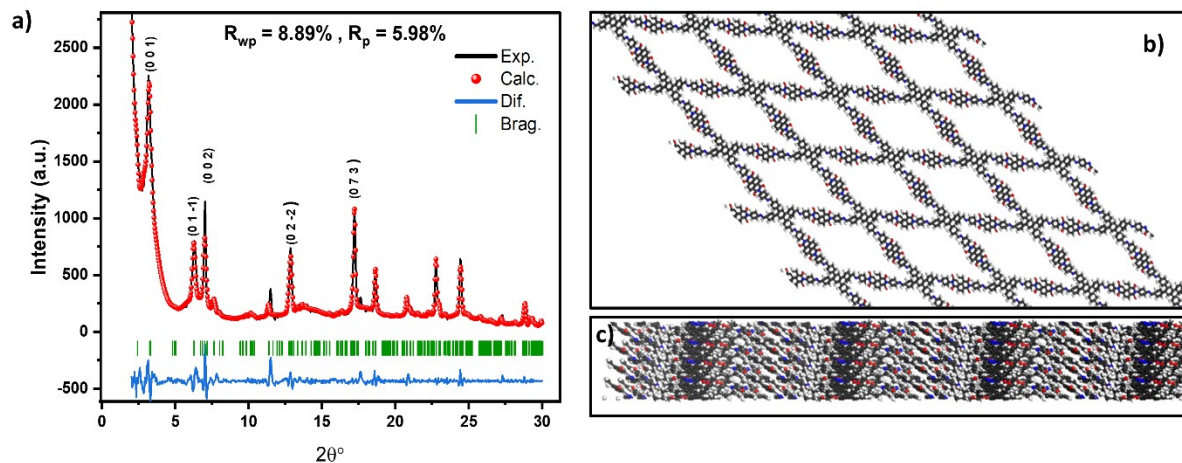 a)
R_wp = 8.89% , R_p = 5.98%
Exp.
Calc.
Dif.
Brag.
(0 0 1)
(0 1 -1)
(0 0 2)
(0 2 -2)
(0 7 3)
Intensity (a.u.)
2500
2000
1500
1000
500
0
-500
0
5
10
15
20
25
30
2θ°
b)
c)